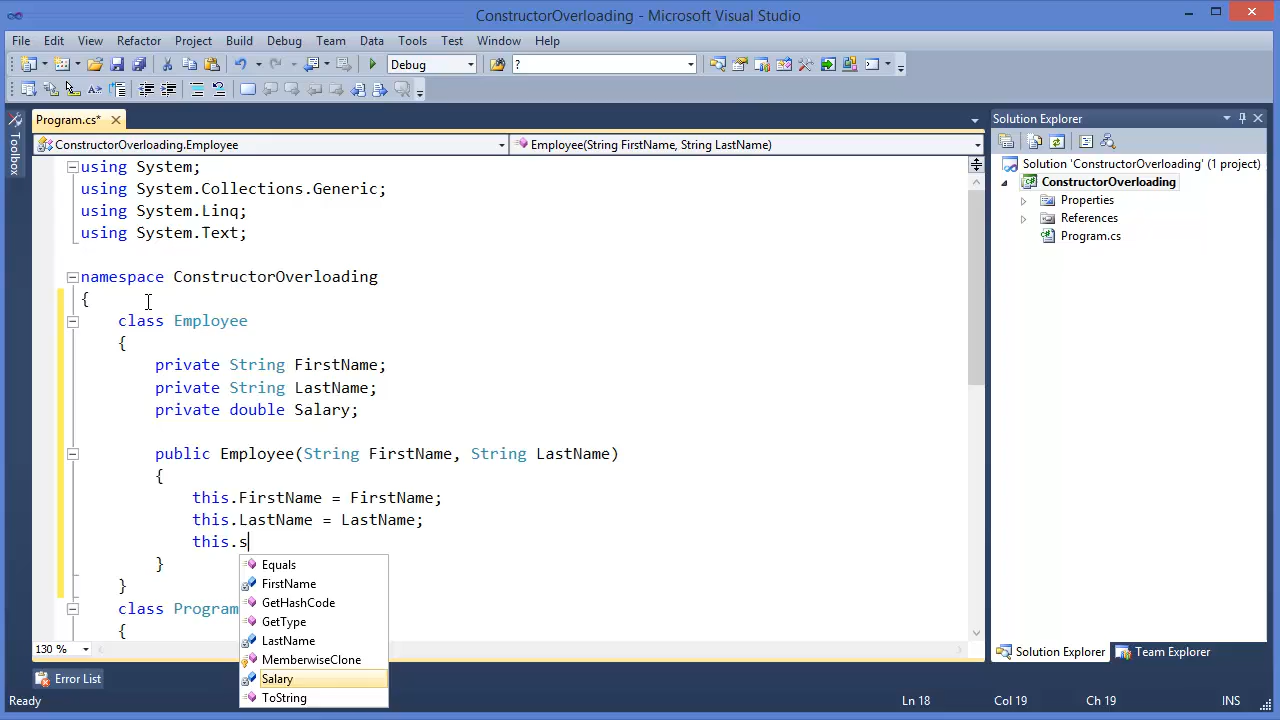 ConstructorOverloading - Microsoft Visual Studio
File Edit View Refactor Project Build Debug Team Data Tools Test Window Help
Debug ?
Program.cs*
Solution Explorer
Toolbox
ConstructorOverloading.Employee
Employee(String FirstName, String LastName)
using System;
using System.Collections.Generic;
using System.Linq;
using System.Text;
namespace ConstructorOverloading
{
class Employee
{
private String FirstName;
private String LastName;
private double Salary;
public Employee(String FirstName, String LastName)
{
this.FirstName = FirstName;
this.LastName = LastName;
this.s
}
}
class Program
{
Equals
FirstName
GetHashCode
GetType
LastName
MemberwiseClone
Salary
ToString
Solution 'ConstructorOverloading' (1 project)
ConstructorOverloading
Properties
References
Program.cs
130 %
Solution Explorer Team Explorer
Error List
Ready Ln 18 Col 19 Ch 19 INS